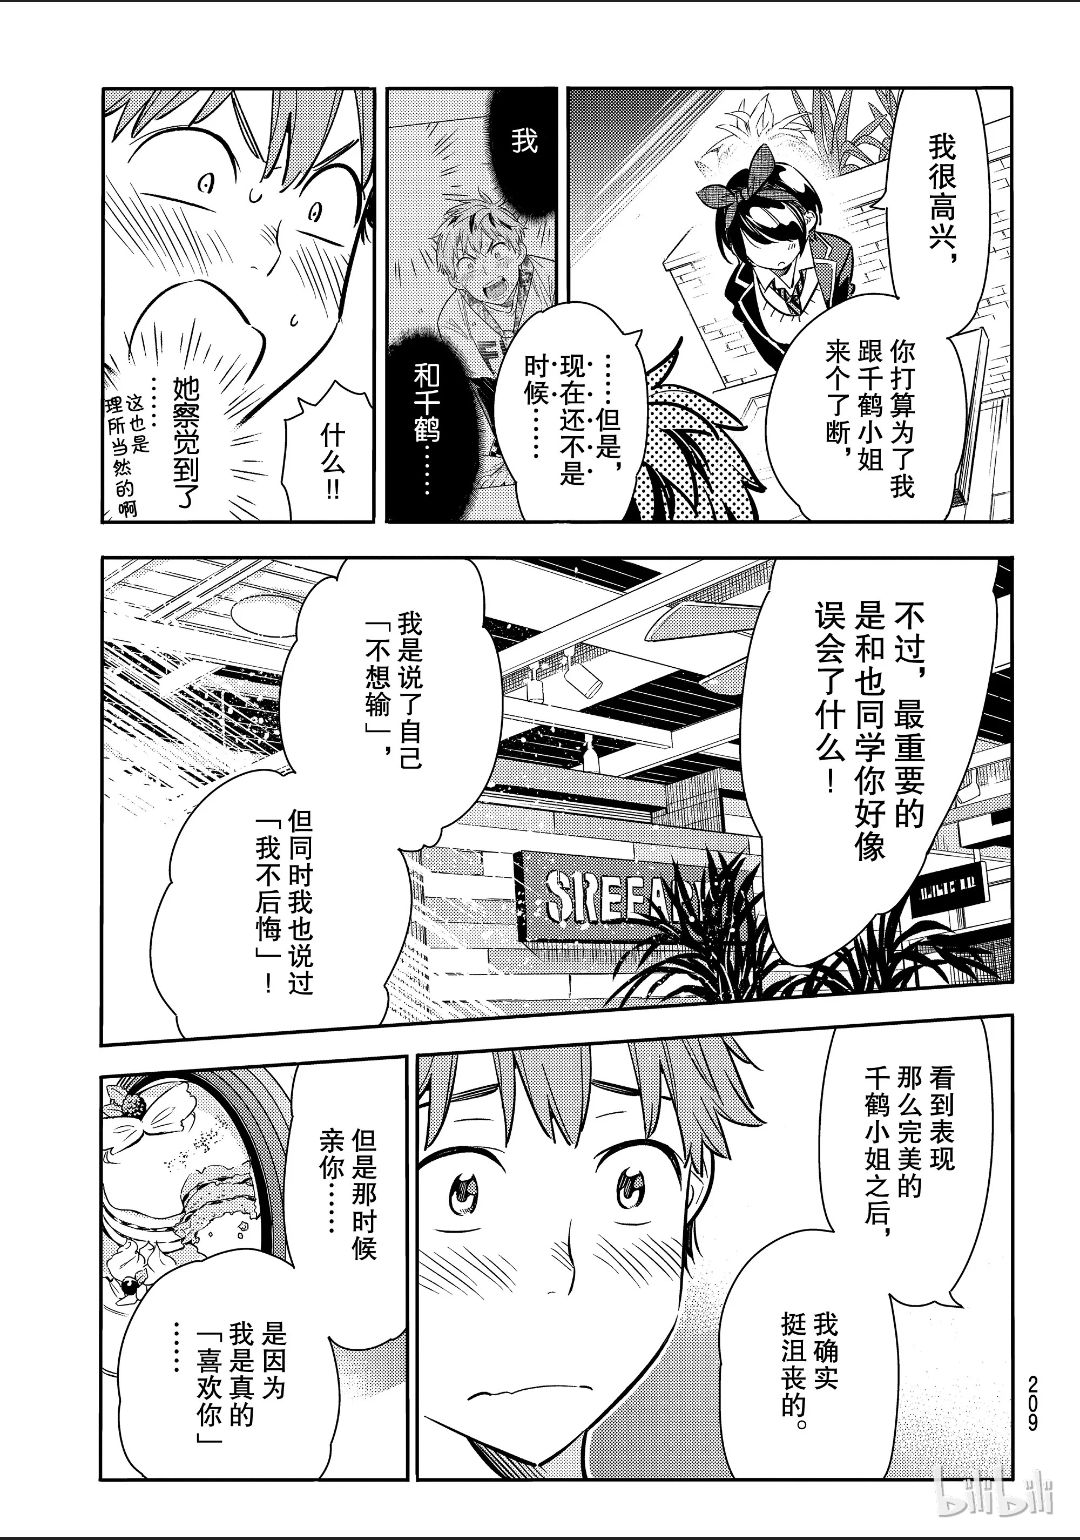 我很高兴，
你打算为了我
跟千鹤小姐
来个了断，
……但是，
现在还不是
时候……
我
和千鹤……
什么!!
她察觉到了
……
这也是
理所当然的啊
不过，最重要的
是和也同学你好像
误会了什么！
我是说了自己
「不想输」，
但同时我也说过
「我不后悔」！
SREEA
看到表现
那么完美的
千鹤小姐之后，
我确实
挺沮丧的。
但是那时候
亲你……
是因为
我是真的
「喜欢你」
……
209
bilibili